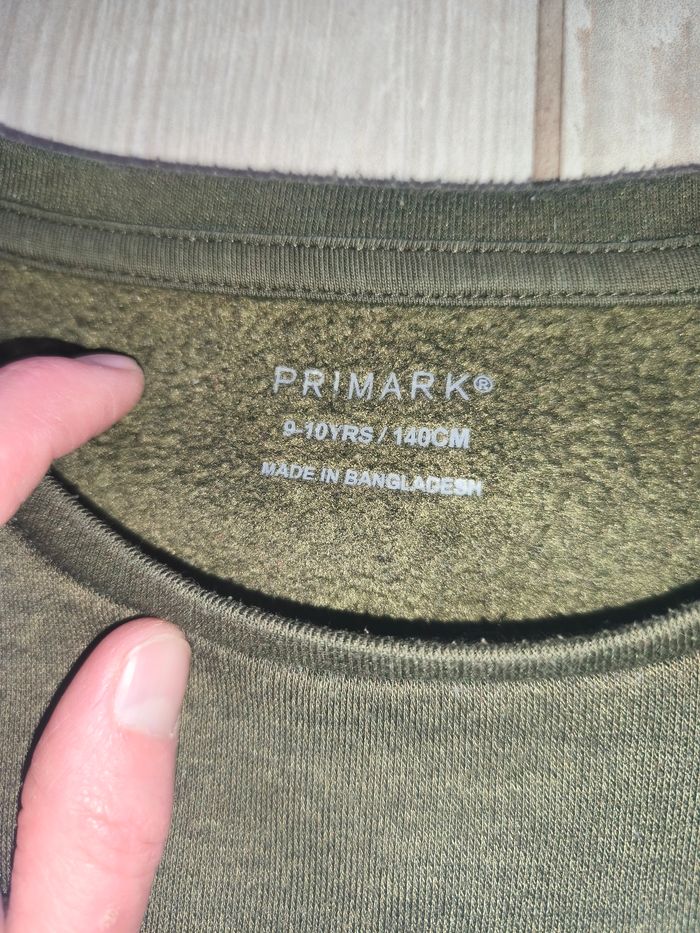 PRIMARK®
9-10YRS / 140CM
MADE IN BANGLADESH